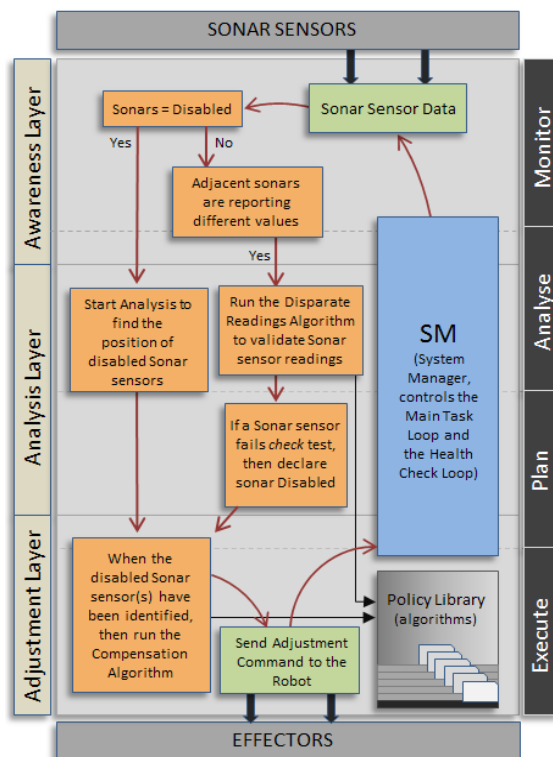 SONAR SENSORS
Awareness Layer
Analysis Layer
Adjustment Layer
Sonars = Disabled
Sonar Sensor Data
Yes
No
Adjacent sonars
are reporting
different values
Yes
Start Analysis to
find the
position of
disabled Sonar
sensors
Run the Disparate
Readings Algorithm
to validate Sonar
sensor readings
If a Sonar sensor
fails check test,
then declare
sonar Disabled
When the
disabled Sonar
sensor(s) have
been identified,
then run the
Compensation
Algorithm
Send Adjustment
Command to the
Robot
SM
(System
Manager,
controls the
Main Task
Loop and
the Health
Check Loop)
Policy Library
(algorithms)
Monitor
Analyse
Plan
Execute
EFFECTORS